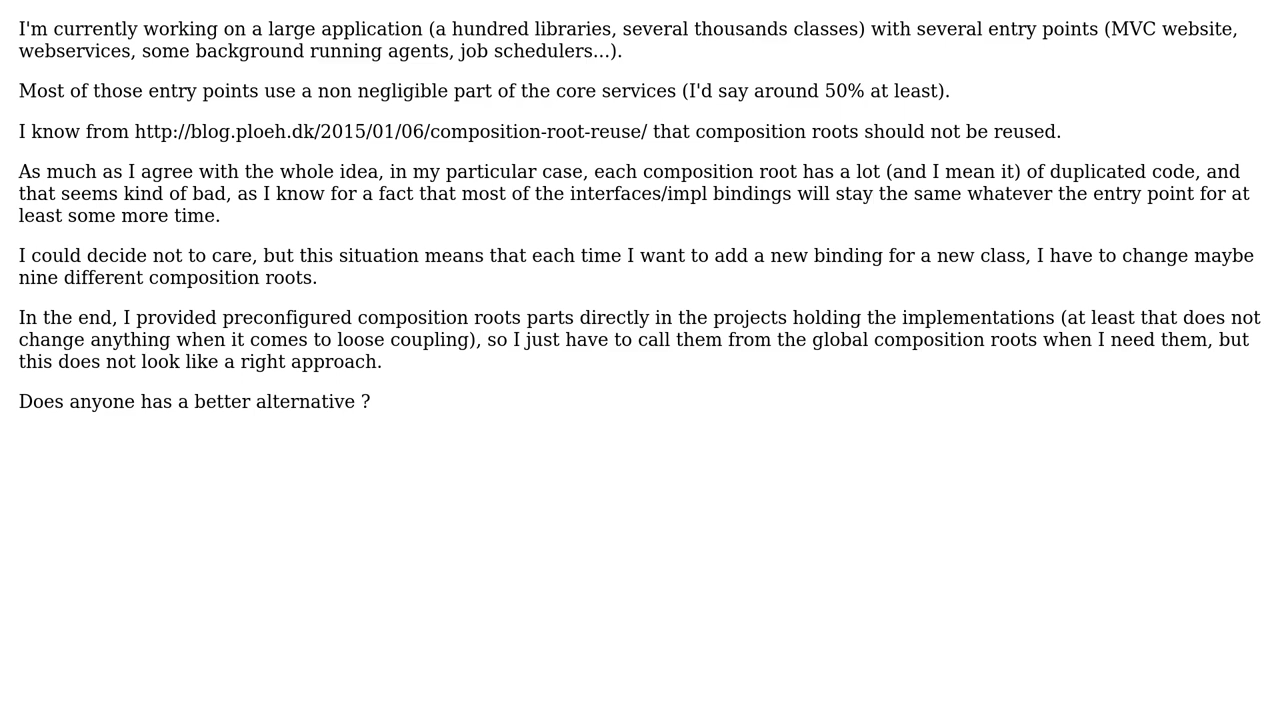 I'm currently working on a large application (a hundred libraries, several thousands classes) with several entry points (MVC website,
webservices, some background running agents, job schedulers...).
Most of those entry points use a non negligible part of the core services (I'd say around 50% at least).
I know from http://blog.ploeh.dk/2015/01/06/composition-root-reuse/ that composition roots should not be reused.
As much as I agree with the whole idea, in my particular case, each composition root has a lot (and I mean it) of duplicated code, and
that seems kind of bad, as I know for a fact that most of the interfaces/impl bindings will stay the same whatever the entry point for at
least some more time.
I could decide not to care, but this situation means that each time I want to add a new binding for a new class, I have to change maybe
nine different composition roots.
In the end, I provided preconfigured composition roots parts directly in the projects holding the implementations (at least that does not
change anything when it comes to loose coupling), so I just have to call them from the global composition roots when I need them, but
this does not look like a right approach.
Does anyone has a better alternative ?